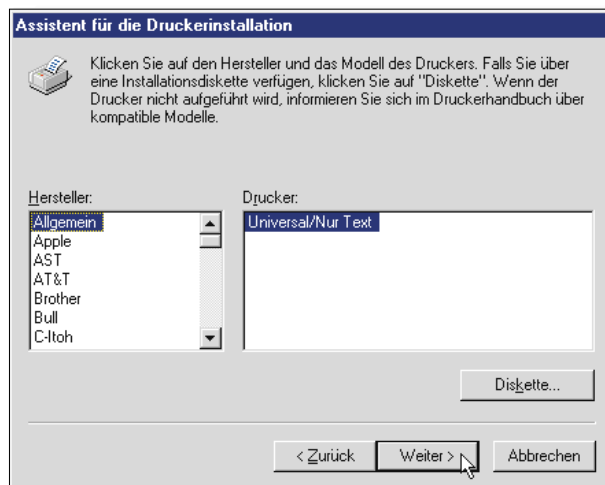 Assistent für die Druckerinstallation
Klicken Sie auf den Hersteller und das Modell des Druckers. Falls Sie über
eine Installationsdiskette verfügen, klicken Sie auf "Diskette". Wenn der
Drucker nicht aufgeführt wird, informieren Sie sich im Druckerhandbuch über
kompatible Modelle.
Hersteller:
Allgemein
Apple
AST
AT&T
Brother
Bull
C-Itoh
Drucker:
Universal/Nur Text
Diskette...
< Zurück
Weiter >
Abbrechen